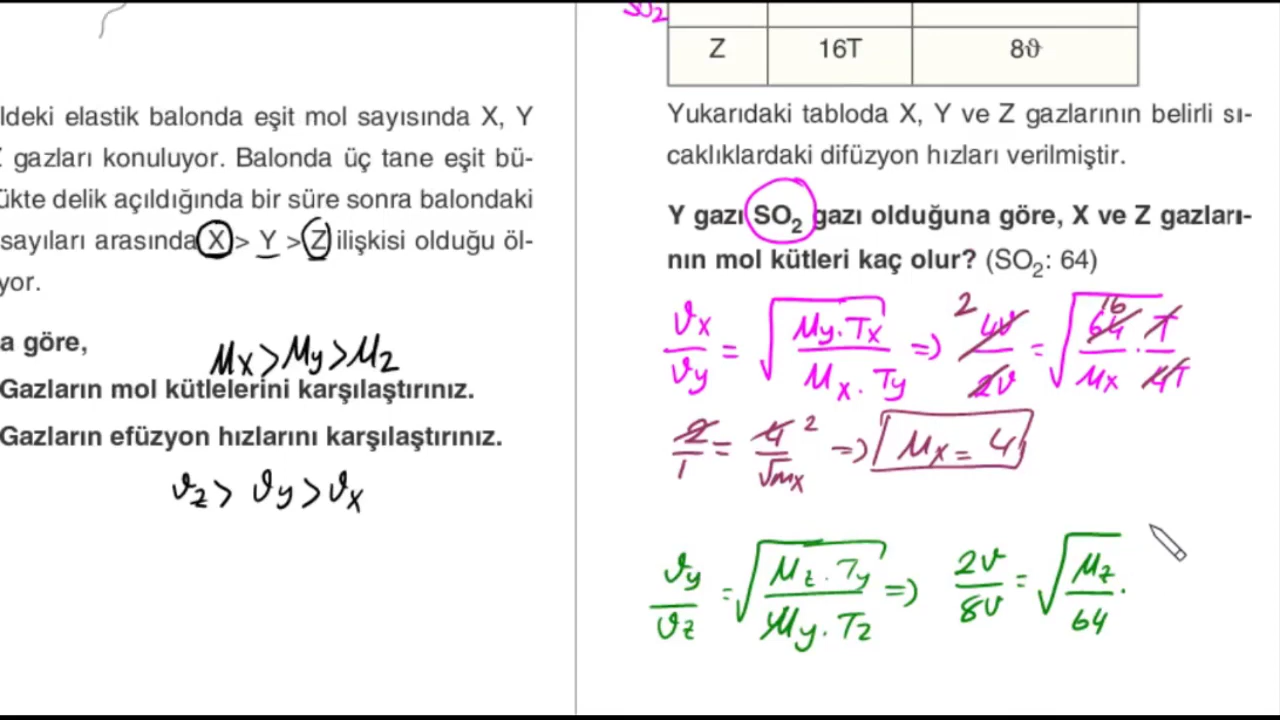 ldeki elastik balonda eşit mol sayısında X, Y
gazları konuluyor. Balonda üç tane eşit bü-
ükte delik açıldığında bir süre sonra balondaki
sayıları arasında X > Y > Z ilişkisi olduğu öl-
yor.
a göre,
Mx > My > Mz
Gazların mol kütlelerini karşılaştırınız.
Gazların efüzyon hızlarını karşılaştırınız.
ϑz > ϑy > ϑx
SO2
Z 16T 8ϑ
Yukarıdaki tabloda X, Y ve Z gazlarının belirli sı-
caklıklardaki difüzyon hızları verilmiştir.
Y gazı SO₂ gazı olduğuna göre, X ve Z gazları-
nın mol kütleri kaç olur? (SO₂: 64)
ϑx/ϑy = √(My.Tx / Mx.Ty) => 2 4ϑ/2ϑ = √(16 64/Mx . T/4T)
2/1 = 4/√Mx 2 => Mx = 4
ϑy/ϑz = √(Mz.Ty / My.Tz) => 2ϑ/8ϑ = √(Mz/64 .